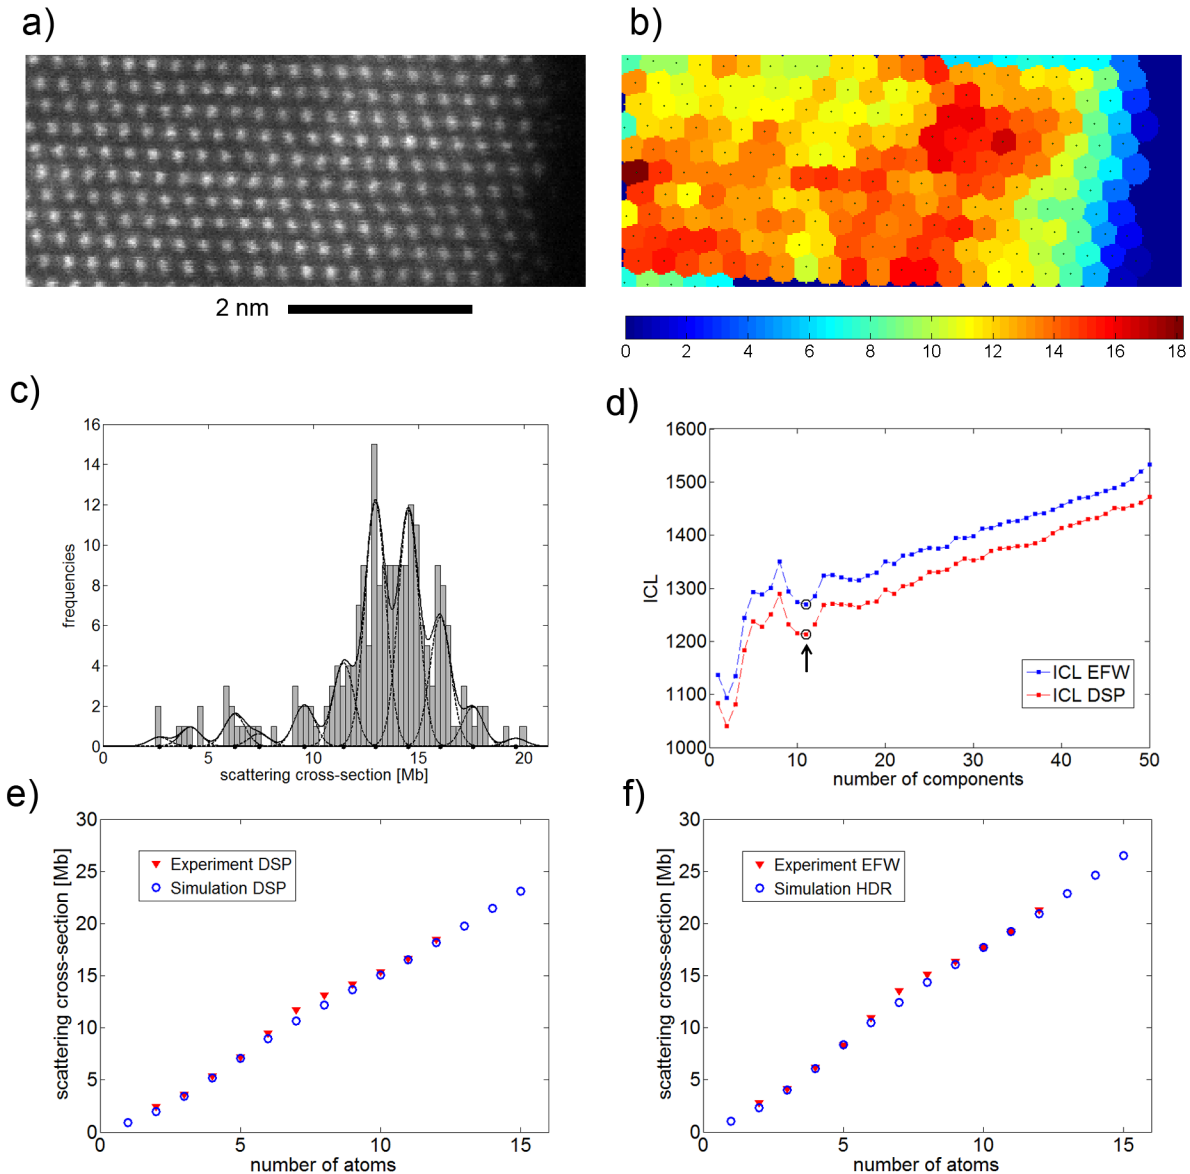 a)
b)
2 nm
0 2 4 6 8 10 12 14 16 18
c)
d)
16
14
12
10
8
6
4
2
0
frequencies
0 5 10 15 20
scattering cross-section [Mb]
1600
1500
1400
1300
1200
1100
1000
ICL
ICL EFW
ICL DSP
0 10 20 30 40 50
number of components
e)
f)
30
25
20
15
10
5
0
scattering cross-section [Mb]
Experiment DSP
Simulation DSP
0 5 10 15
number of atoms
30
25
20
15
10
5
0
scattering cross-section [Mb]
Experiment EFW
Simulation HDR
0 5 10 15
number of atoms